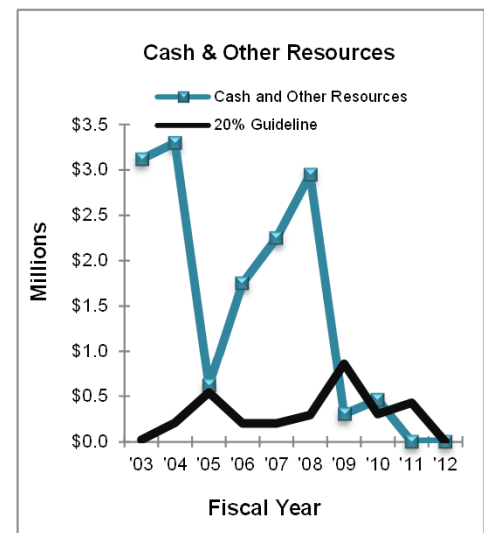 Cash & Other Resources
Cash and Other Resources
20% Guideline
$3.5
$3.0
$2.5
$2.0
$1.5
$1.0
$0.5
$0.0
Millions
'03 '04 '05 '06 '07 '08 '09 '10 '11 '12
Fiscal Year